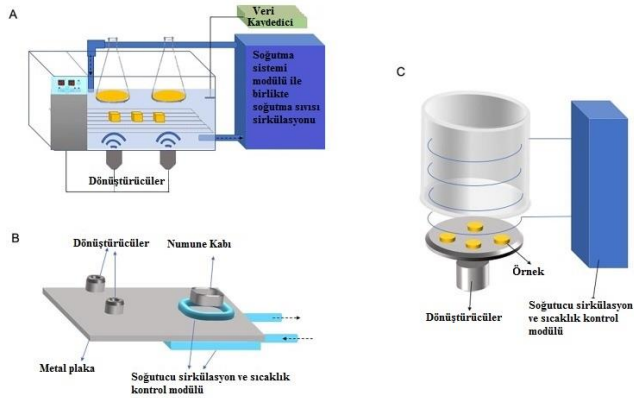 A
Veri
Kavdedici
Soğutma
sistemi
modülü ile
birlikte
soğutma sıvısı
sirkülasyonu
Dönüştürücüler
B
Dönüştürücüler
Numune Kabı
Metal plaka
Soğutucu sirkülasyon ve sıcaklık
kontrol modülü
C
Örnek
Dönüştürücüler
Soğutucu sirkülasyon
ve sıcaklık kontrol
modülü